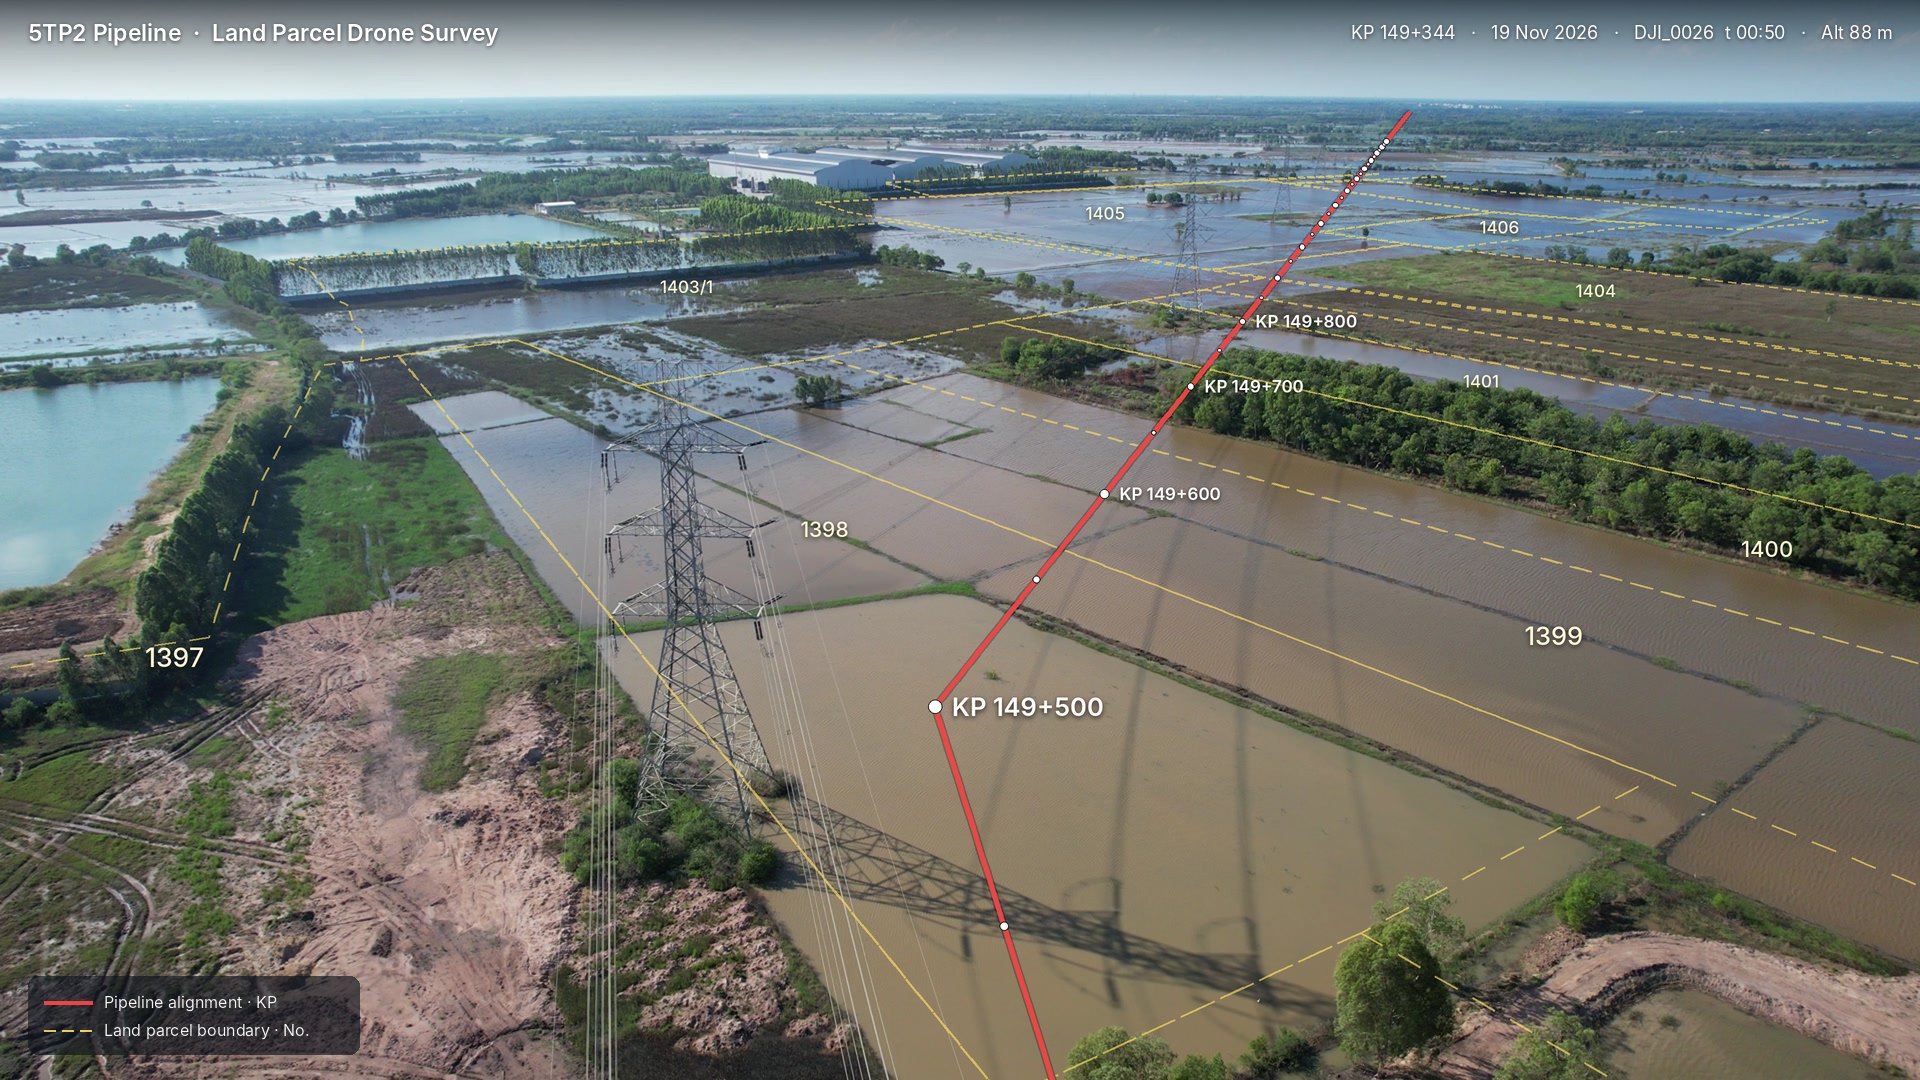 5TP2 Pipeline · Land Parcel Drone Survey
KP 149+344 · 19 Nov 2026 · DJI_0026 t 00:50 · Alt 88 m
1405
1406
1403/1
1404
KP 149+800
1401
KP 149+700
KP 149+600
1398
1400
1399
1397
KP 149+500
Pipeline alignment · KP
Land parcel boundary · No.